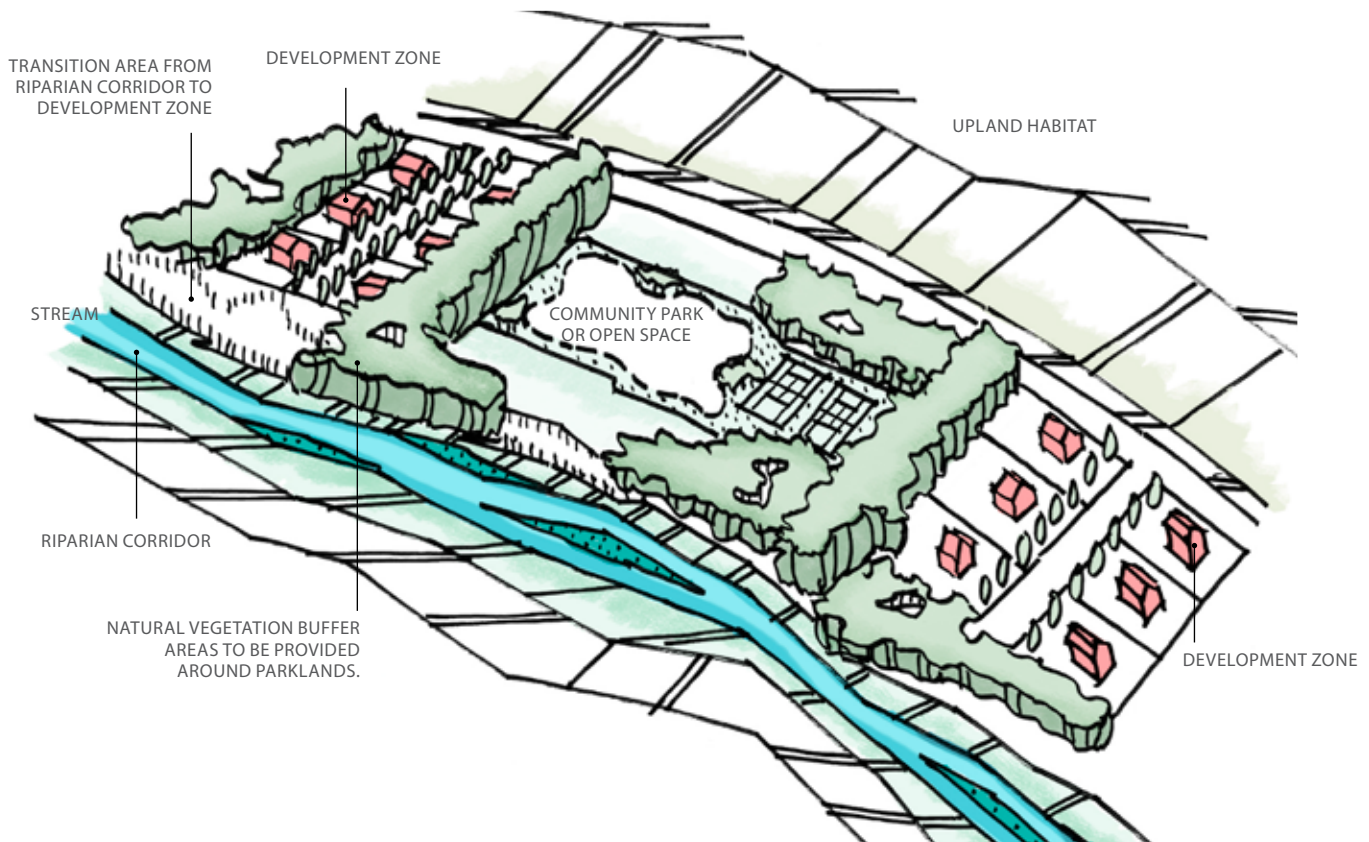 DEVELOPMENT ZONE
TRANSITION AREA FROM
RIPARIAN CORRIDOR TO
DEVELOPMENT ZONE
UPLAND HABITAT
STREAM
COMMUNITY PARK
OR OPEN SPACE
RIPARIAN CORRIDOR
NATURAL VEGETATION BUFFER
AREAS TO BE PROVIDED
AROUND PARKLANDS.
DEVELOPMENT ZONE